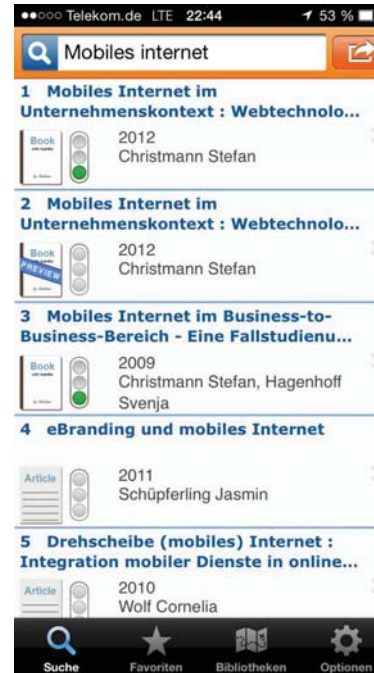 Telekom.de LTE 22:44 53 %
Mobiles internet
1 Mobiles Internet im
Unternehmenskontext : Webtechnolo...
Book
2012
Christmann Stefan
2 Mobiles Internet im
Unternehmenskontext : Webtechnolo...
Book
PREVIEW
2012
Christmann Stefan
3 Mobiles Internet im Business-to-
Business-Bereich - Eine Fallstudienu...
Book
2009
Christmann Stefan, Hagenhoff
Svenja
4 eBranding und mobiles Internet
Article
2011
Schüpferling Jasmin
5 Drehscheibe (mobiles) Internet :
Integration mobiler Dienste in online...
Article
2010
Wolf Cornelia
Suche Favoriten Bibliotheken Optionen